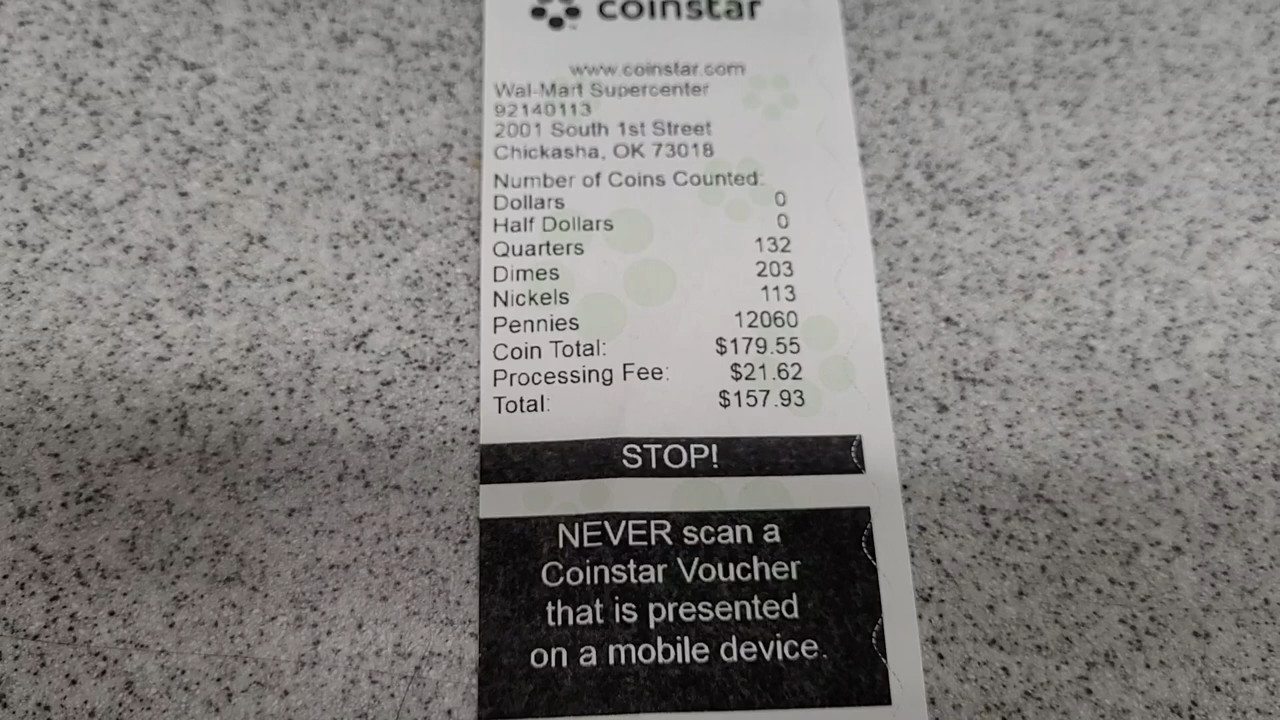 coinstar
www.coinstar.com
Wal-Mart Supercenter
92140113
2001 South 1st Street
Chickasha, OK 73018
Number of Coins Counted:
Dollars 0
Half Dollars 0
Quarters 132
Dimes 203
Nickels 113
Pennies 12060
Coin Total: $179.55
Processing Fee: $21.62
Total: $157.93
STOP!
NEVER scan a
Coinstar Voucher
that is presented
on a mobile device.